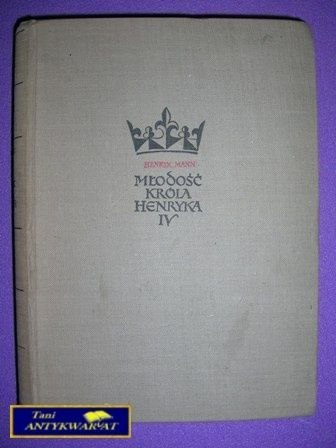 HENRYK MANN
MŁODOŚĆ
KRÓLA
HENRYKA
IV
Tani
ANTYKWARIAT